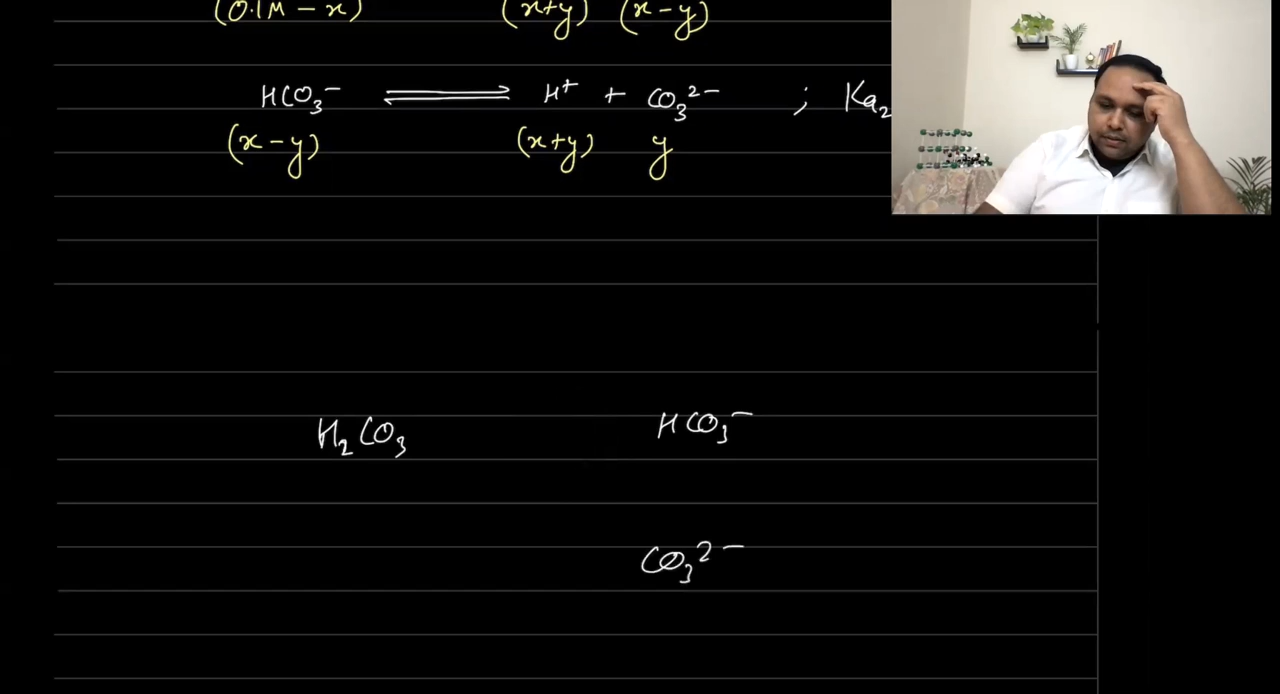 (0.1M − x) (x+y) (x−y)
HCO₃⁻ ⇌ H⁺ + CO₃²⁻ ; Ka₂
(x−y) (x+y) y
H₂CO₃ HCO₃⁻
CO₃²⁻